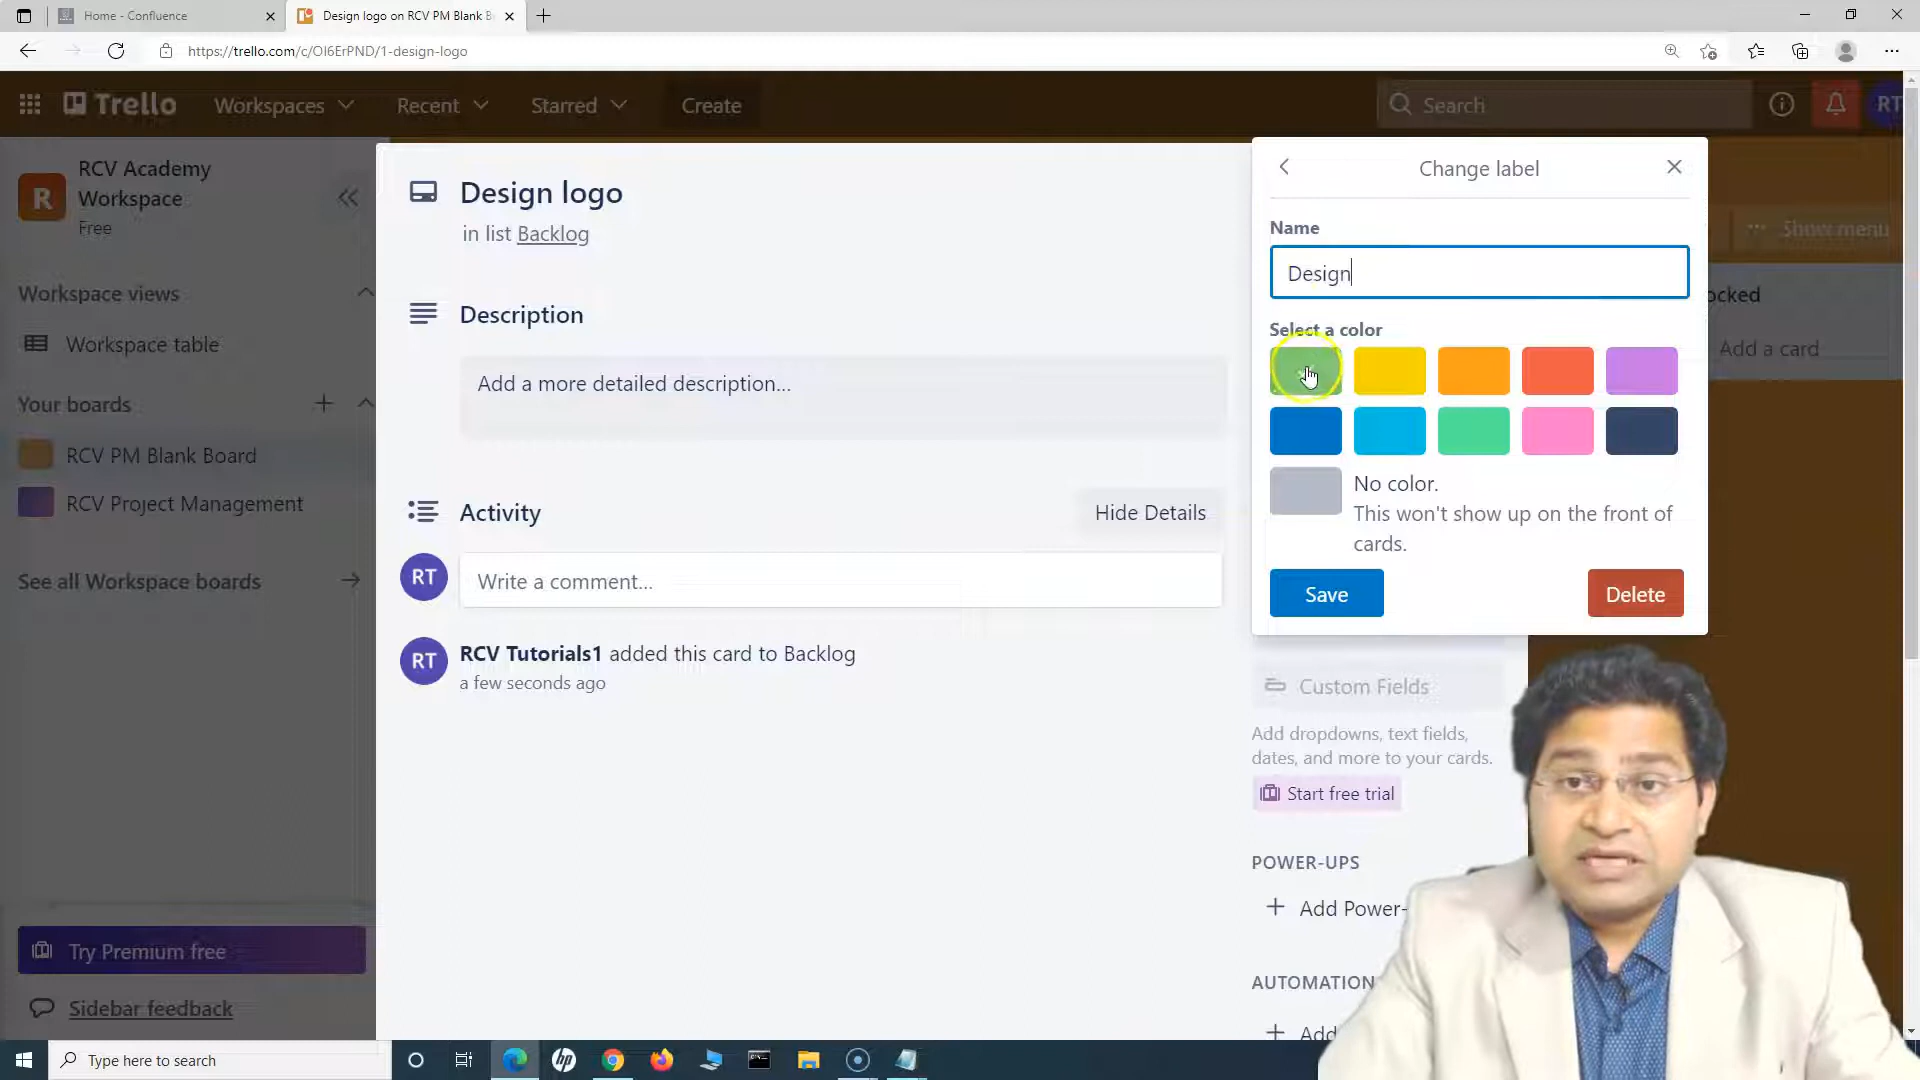 Home - Confluence
Design logo on RCV PM Blank B
https://trello.com/c/OI6ErPND/1-design-logo
Trello
Workspaces
Recent
Starred
Create
Search
RT
R
RCV Academy
Workspace
Free
Workspace views
Workspace table
Your boards
RCV PM Blank Board
RCV Project Management
See all Workspace boards
Try Premium free
Sidebar feedback
Design logo
in list Backlog
Description
Add a more detailed description...
Activity
Hide Details
RT
Write a comment...
RT
RCV Tutorials1 added this card to Backlog
a few seconds ago
Change label
Name
Design
Select a color
No color.
This won't show up on the front of
cards.
Save
Delete
Show menu
ocked
Add a card
Custom Fields
Add dropdowns, text fields,
dates, and more to your cards.
Start free trial
POWER-UPS
Add Power-
AUTOMATION
Add
Type here to search
hp